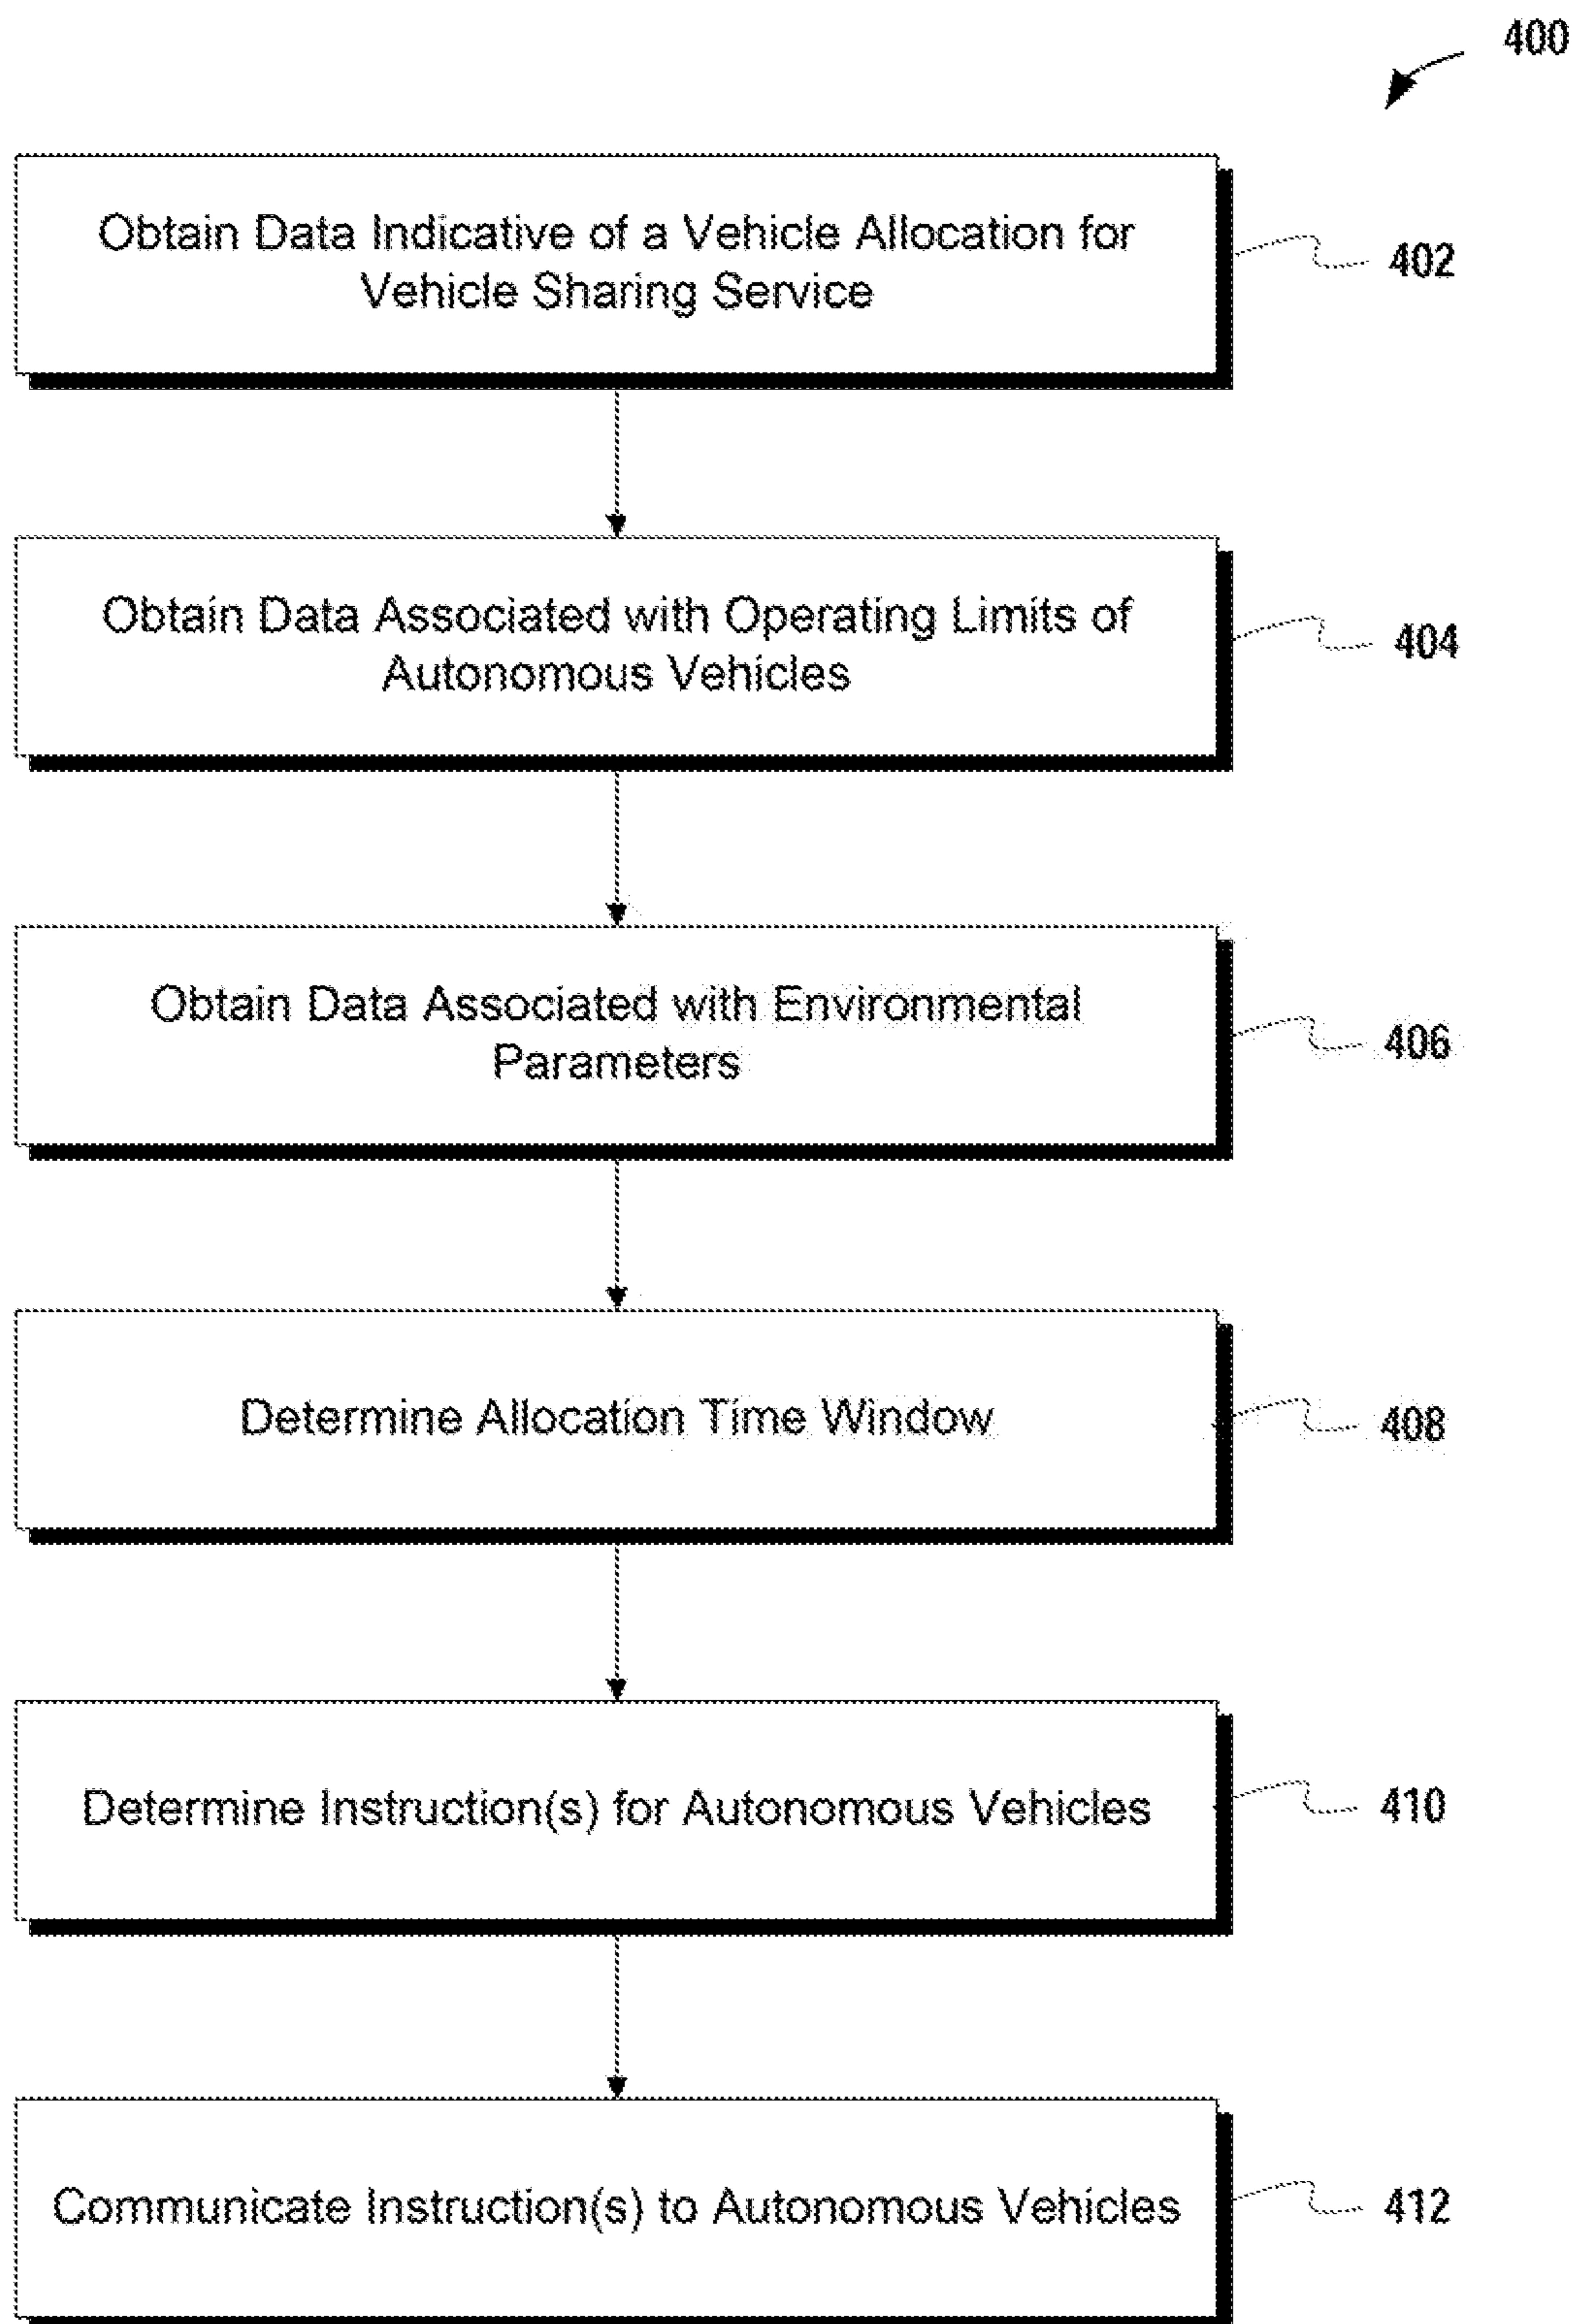 400
Obtain Data Indicative of a Vehicle Allocation for
Vehicle Sharing Service
402
Obtain Data Associated with Operating Limits of
Autonomous Vehicles
404
Obtain Data Associated with Environmental
Parameters
406
Determine Allocation Time Window
408
Determine Instruction(s) for Autonomous Vehicles
410
Communicate Instruction(s) to Autonomous Vehicles
412